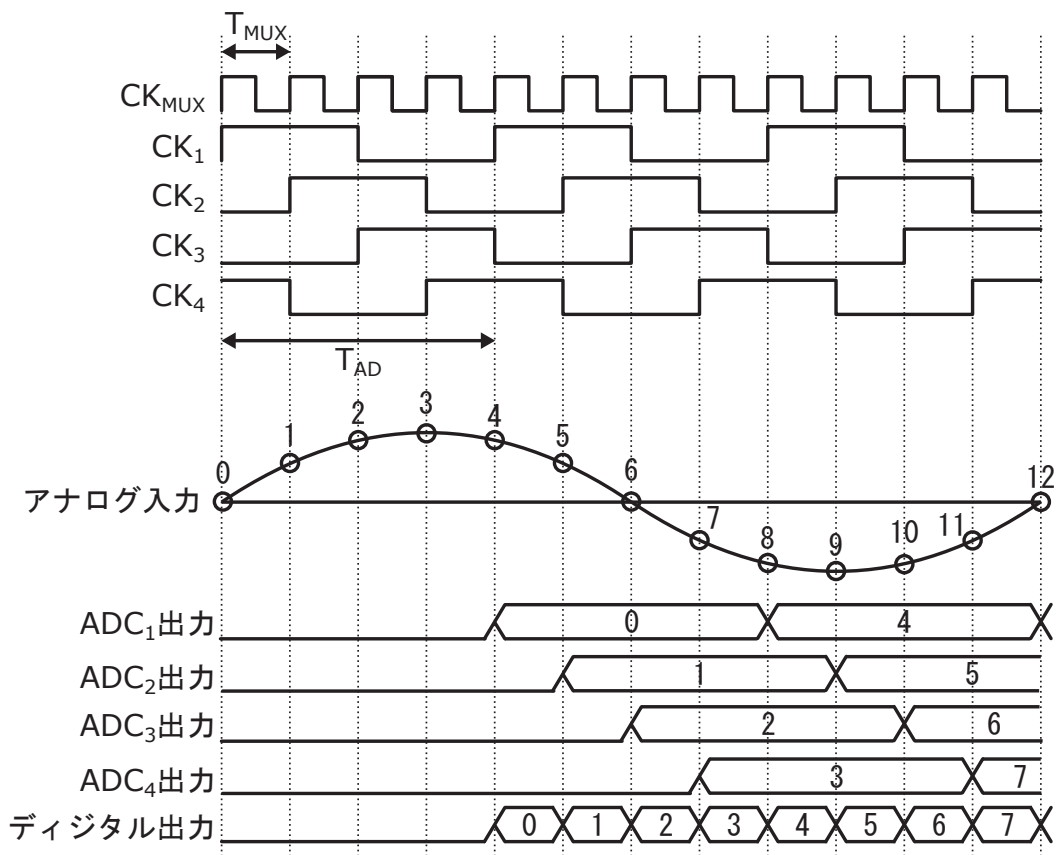 TMUX
CKMUX
CK1
CK2
CK3
CK4
TAD
0 1 2 3 4 5 6 7 8 9 10 11 12
アナログ入力
ADC1出力 0 4
ADC2出力 1 5
ADC3出力 2 6
ADC4出力 3 7
ディジタル出力 0 1 2 3 4 5 6 7